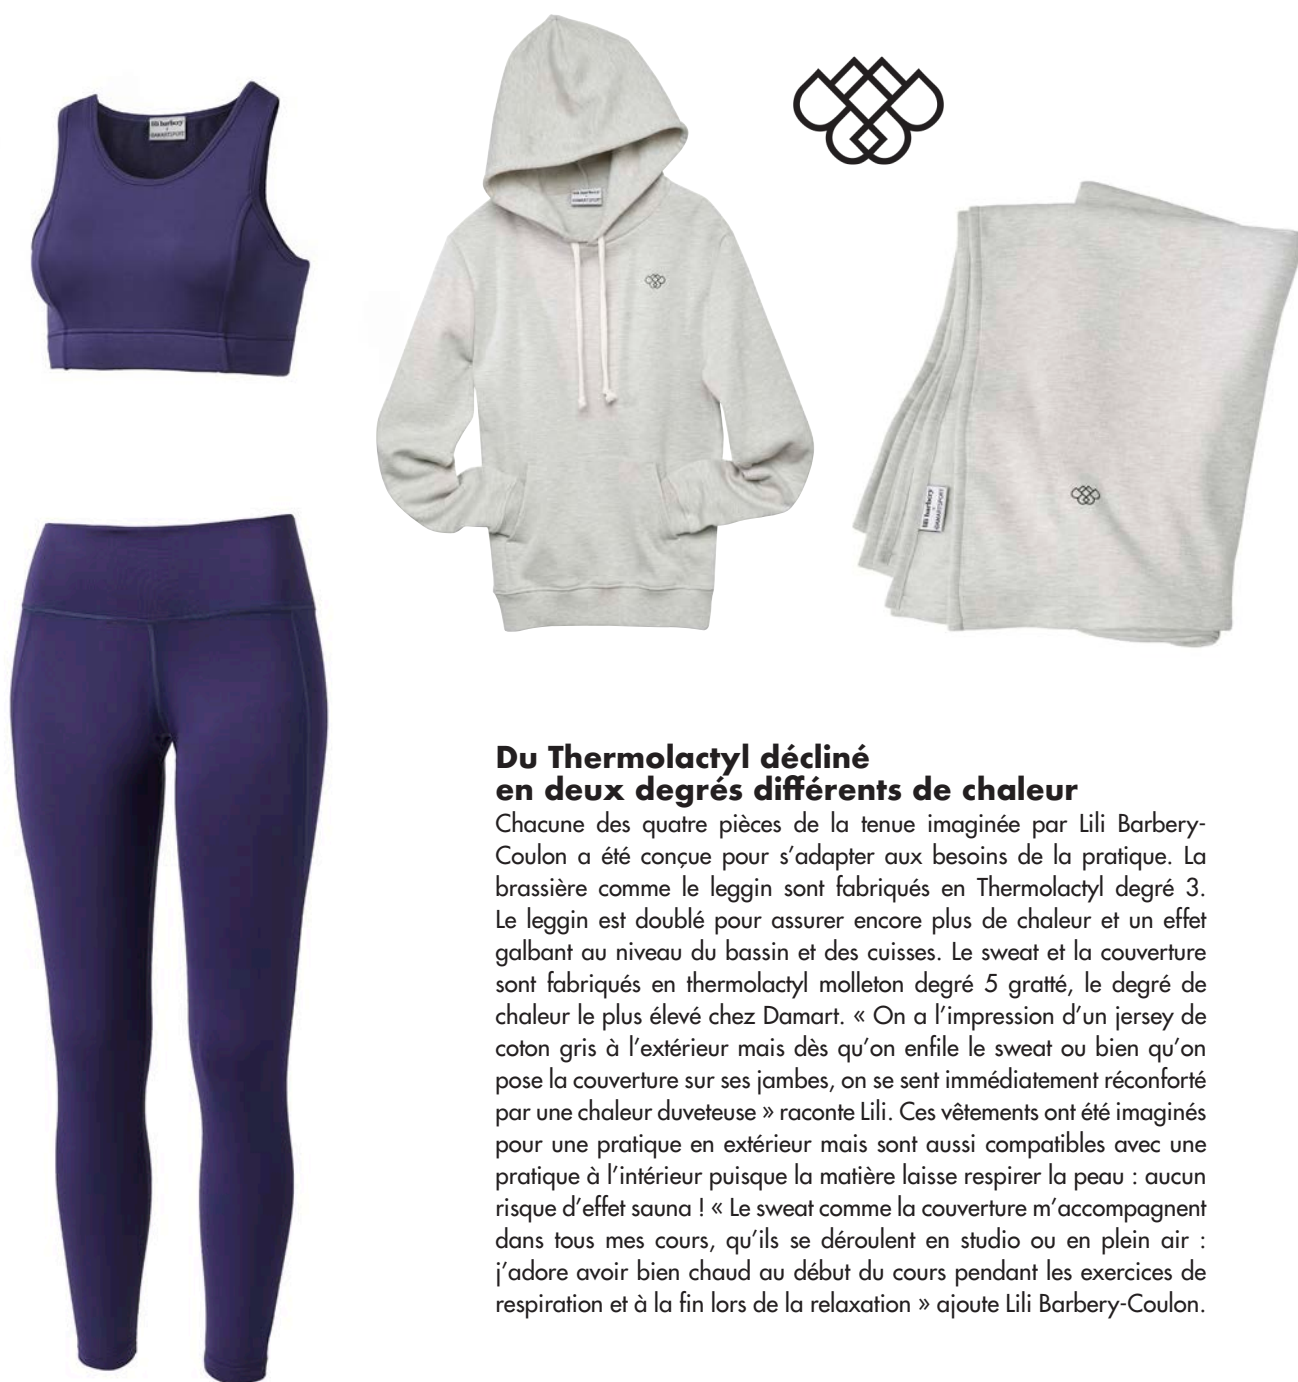 lili barbery
x
DAMARTSPORT
lili barbery
x
DAMARTSPORT
lili barbery
x
DAMARTSPORT
Du Thermolactyl décliné
en deux degrés différents de chaleur
Chacune des quatre pièces de la tenue imaginée par Lili Barbery-
Coulon a été conçue pour s’adapter aux besoins de la pratique. La
brassière comme le leggin sont fabriqués en Thermolactyl degré 3.
Le leggin est doublé pour assurer encore plus de chaleur et un effet
galbant au niveau du bassin et des cuisses. Le sweat et la couverture
sont fabriqués en thermolactyl molleton degré 5 gratté, le degré de
chaleur le plus élevé chez Damart. « On a l’impression d’un jersey de
coton gris à l’extérieur mais dès qu’on enfile le sweat ou bien qu’on
pose la couverture sur ses jambes, on se sent immédiatement réconforté
par une chaleur duveteuse » raconte Lili. Ces vêtements ont été imaginés
pour une pratique en extérieur mais sont aussi compatibles avec une
pratique à l’intérieur puisque la matière laisse respirer la peau : aucun
risque d’effet sauna ! « Le sweat comme la couverture m’accompagnent
dans tous mes cours, qu’ils se déroulent en studio ou en plein air :
j’adore avoir bien chaud au début du cours pendant les exercices de
respiration et à la fin lors de la relaxation » ajoute Lili Barbery-Coulon.